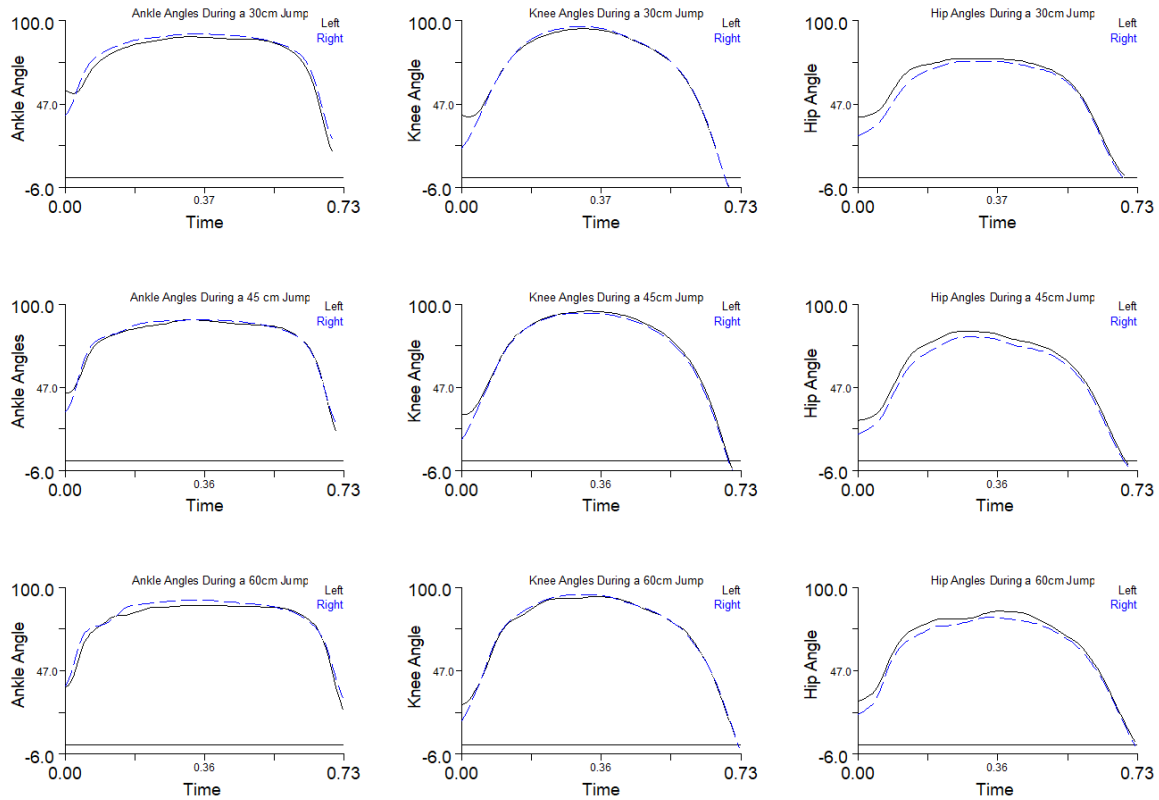 Ankle Angles During a 30cm Jump
Left
Right
100.0
47.0
-6.0
Ankle Angle
0.00
0.37
0.73
Time
Knee Angles During a 30cm Jump
Left
Right
100.0
47.0
-6.0
Knee Angle
0.00
0.37
0.73
Time
Hip Angles During a 30cm Jump
Left
Right
100.0
47.0
-6.0
Hip Angle
0.00
0.37
0.73
Time
Ankle Angles During a 45 cm Jump
Left
Right
100.0
47.0
-6.0
Ankle Angles
0.00
0.36
0.73
Time
Knee Angles During a 45cm Jump
Left
Right
100.0
47.0
-6.0
Knee Angle
0.00
0.36
0.73
Time
Hip Angles During a 45cm Jump
Left
Right
100.0
47.0
-6.0
Hip Angle
0.00
0.36
0.73
Time
Ankle Angles During a 60cm Jump
Left
Right
100.0
47.0
-6.0
Ankle Angle
0.00
0.36
0.73
Time
Knee Angles During a 60cm Jump
Left
Right
100.0
47.0
-6.0
Knee Angle
0.00
0.36
0.73
Time
Hip Angles During a 60cm Jump
Left
Right
100.0
47.0
-6.0
Hip Angle
0.00
0.36
0.73
Time